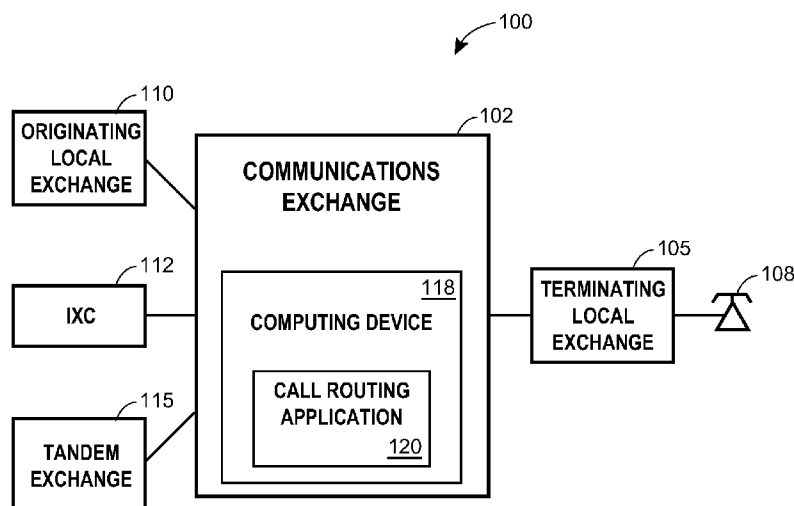 100
110
ORIGINATING
LOCAL
EXCHANGE
102
COMMUNICATIONS
EXCHANGE
112
IXC
105
TERMINATING
LOCAL
EXCHANGE
108
118
COMPUTING DEVICE
CALL ROUTING
APPLICATION
120
115
TANDEM
EXCHANGE